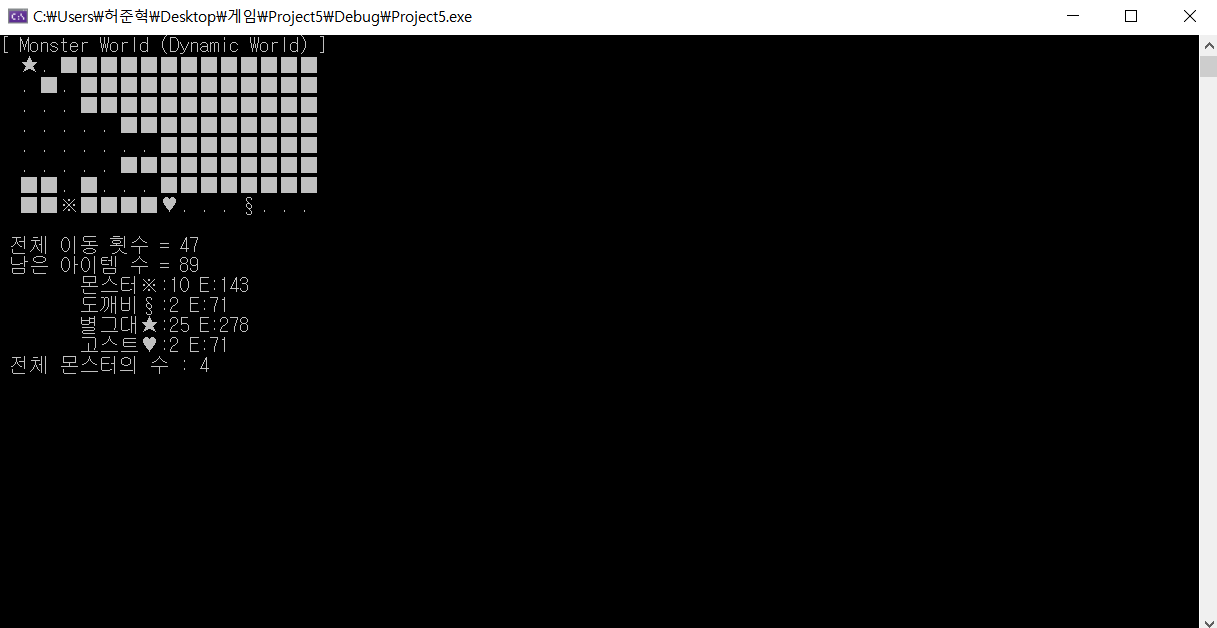 C:\Users\허준혁\Desktop\게임\Project5\Debug\Project5.exe
[ Monster World (Dynamic World) ]
★. ■■■■■■■■■■■■■
. ■. ■■■■■■■■■■■■
. . . ■■■■■■■■■■■■
. . . . . ■■■■■■■■■■
. . . . . . . ■■■■■■■■
. . . . . ■■■■■■■■■■
■■. ■. . . ■■■■■■■■
■■※■■■■♥. . . §. . .
전체 이동 횟수 = 47
남은 아이템 수 = 89
몬스터※:10 E:143
도깨비§:2 E:71
별그대★:25 E:278
고스트♥:2 E:71
전체 몬스터의 수 : 4